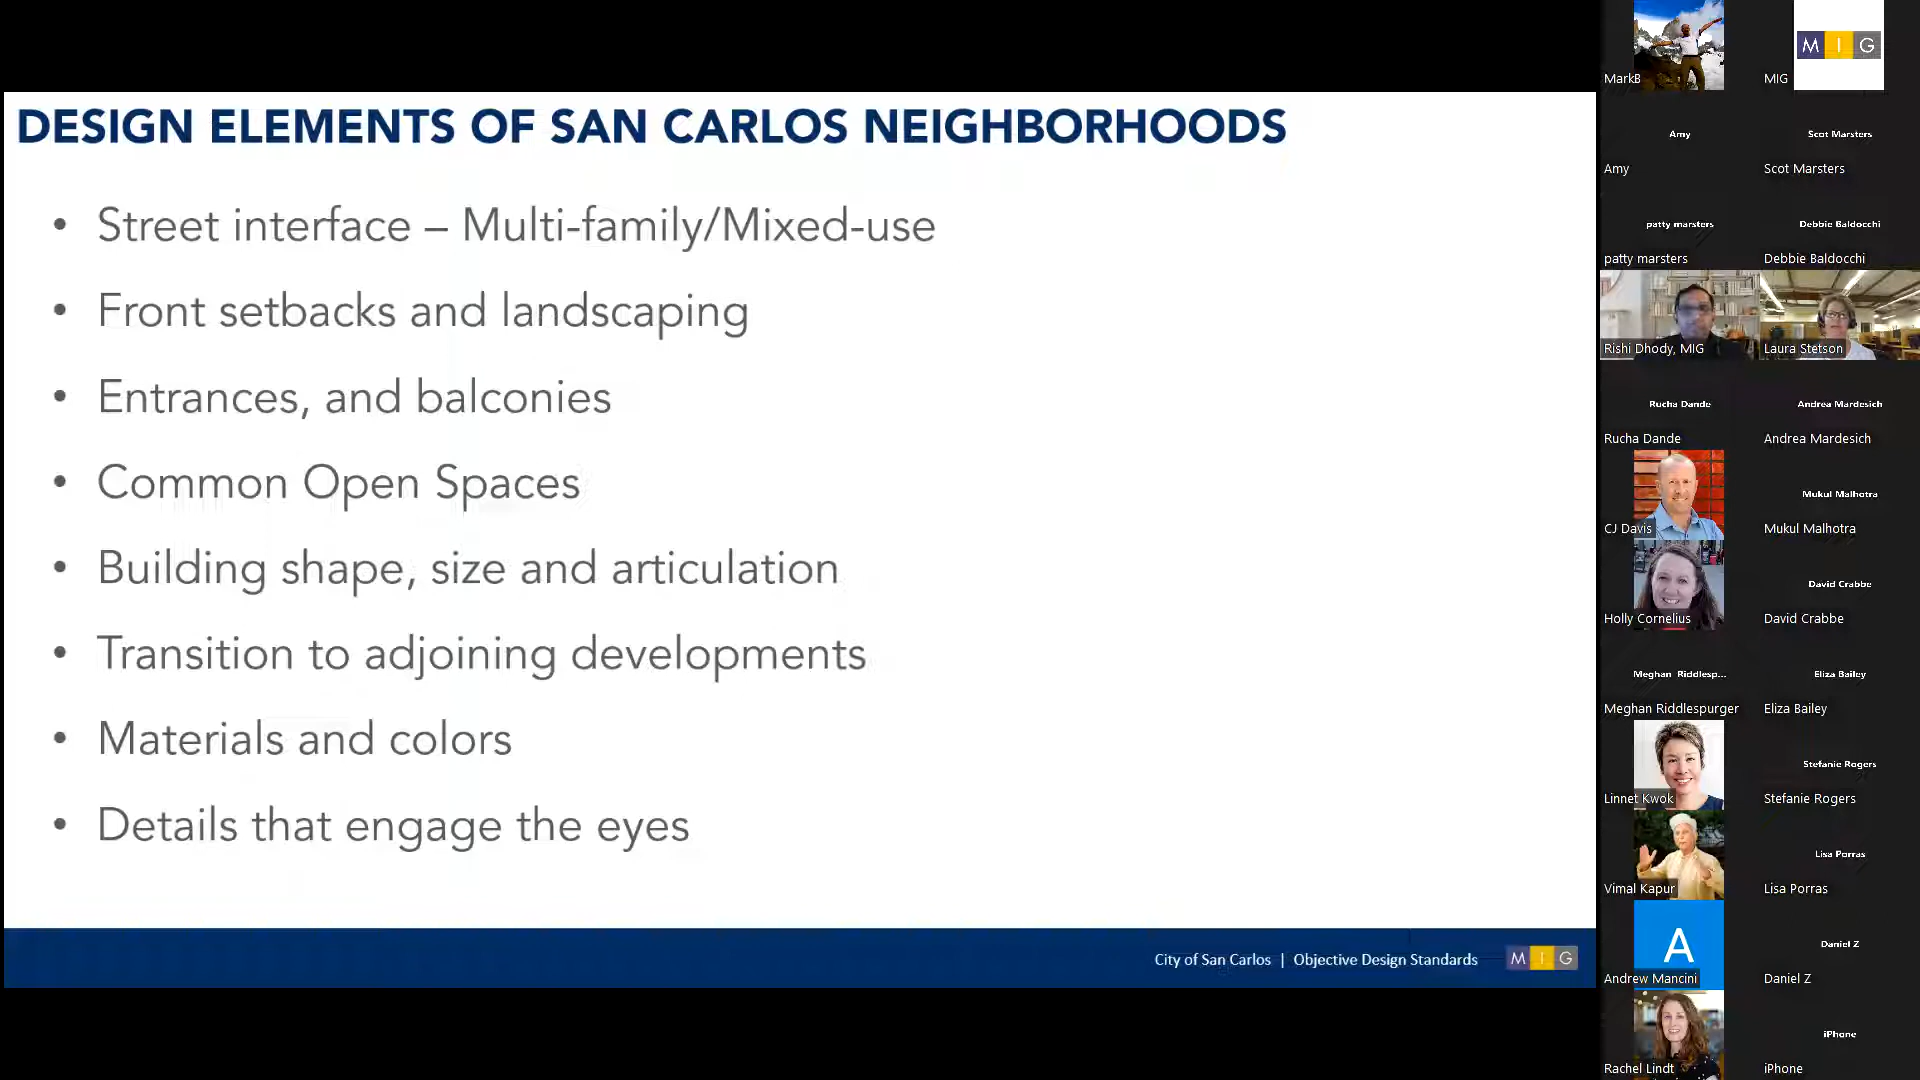 DESIGN ELEMENTS OF SAN CARLOS NEIGHBORHOODS
• Street interface – Multi-family/Mixed-use
• Front setbacks and landscaping
• Entrances, and balconies
• Common Open Spaces
• Building shape, size and articulation
• Transition to adjoining developments
• Materials and colors
• Details that engage the eyes
City of San Carlos | Objective Design Standards
M I G
MarkB
M I G
MIG
Amy
Amy
Scot Marsters
Scot Marsters
patty marsters
patty marsters
Debbie Baldocchi
Debbie Baldocchi
Rishi Dhody, MIG
Laura Stetson
Rucha Dande
Rucha Dande
Andrea Mardesich
Andrea Mardesich
CJ Davis
Mukul Malhotra
Mukul Malhotra
Holly Cornelius
David Crabbe
David Crabbe
Meghan Riddlesp...
Meghan Riddlespurger
Eliza Bailey
Eliza Bailey
Linnet Kwok
Stefanie Rogers
Stefanie Rogers
Vimal Kapur
Lisa Porras
Lisa Porras
A
Andrew Mancini
Daniel Z
Daniel Z
Rachel Lindt
iPhone
iPhone